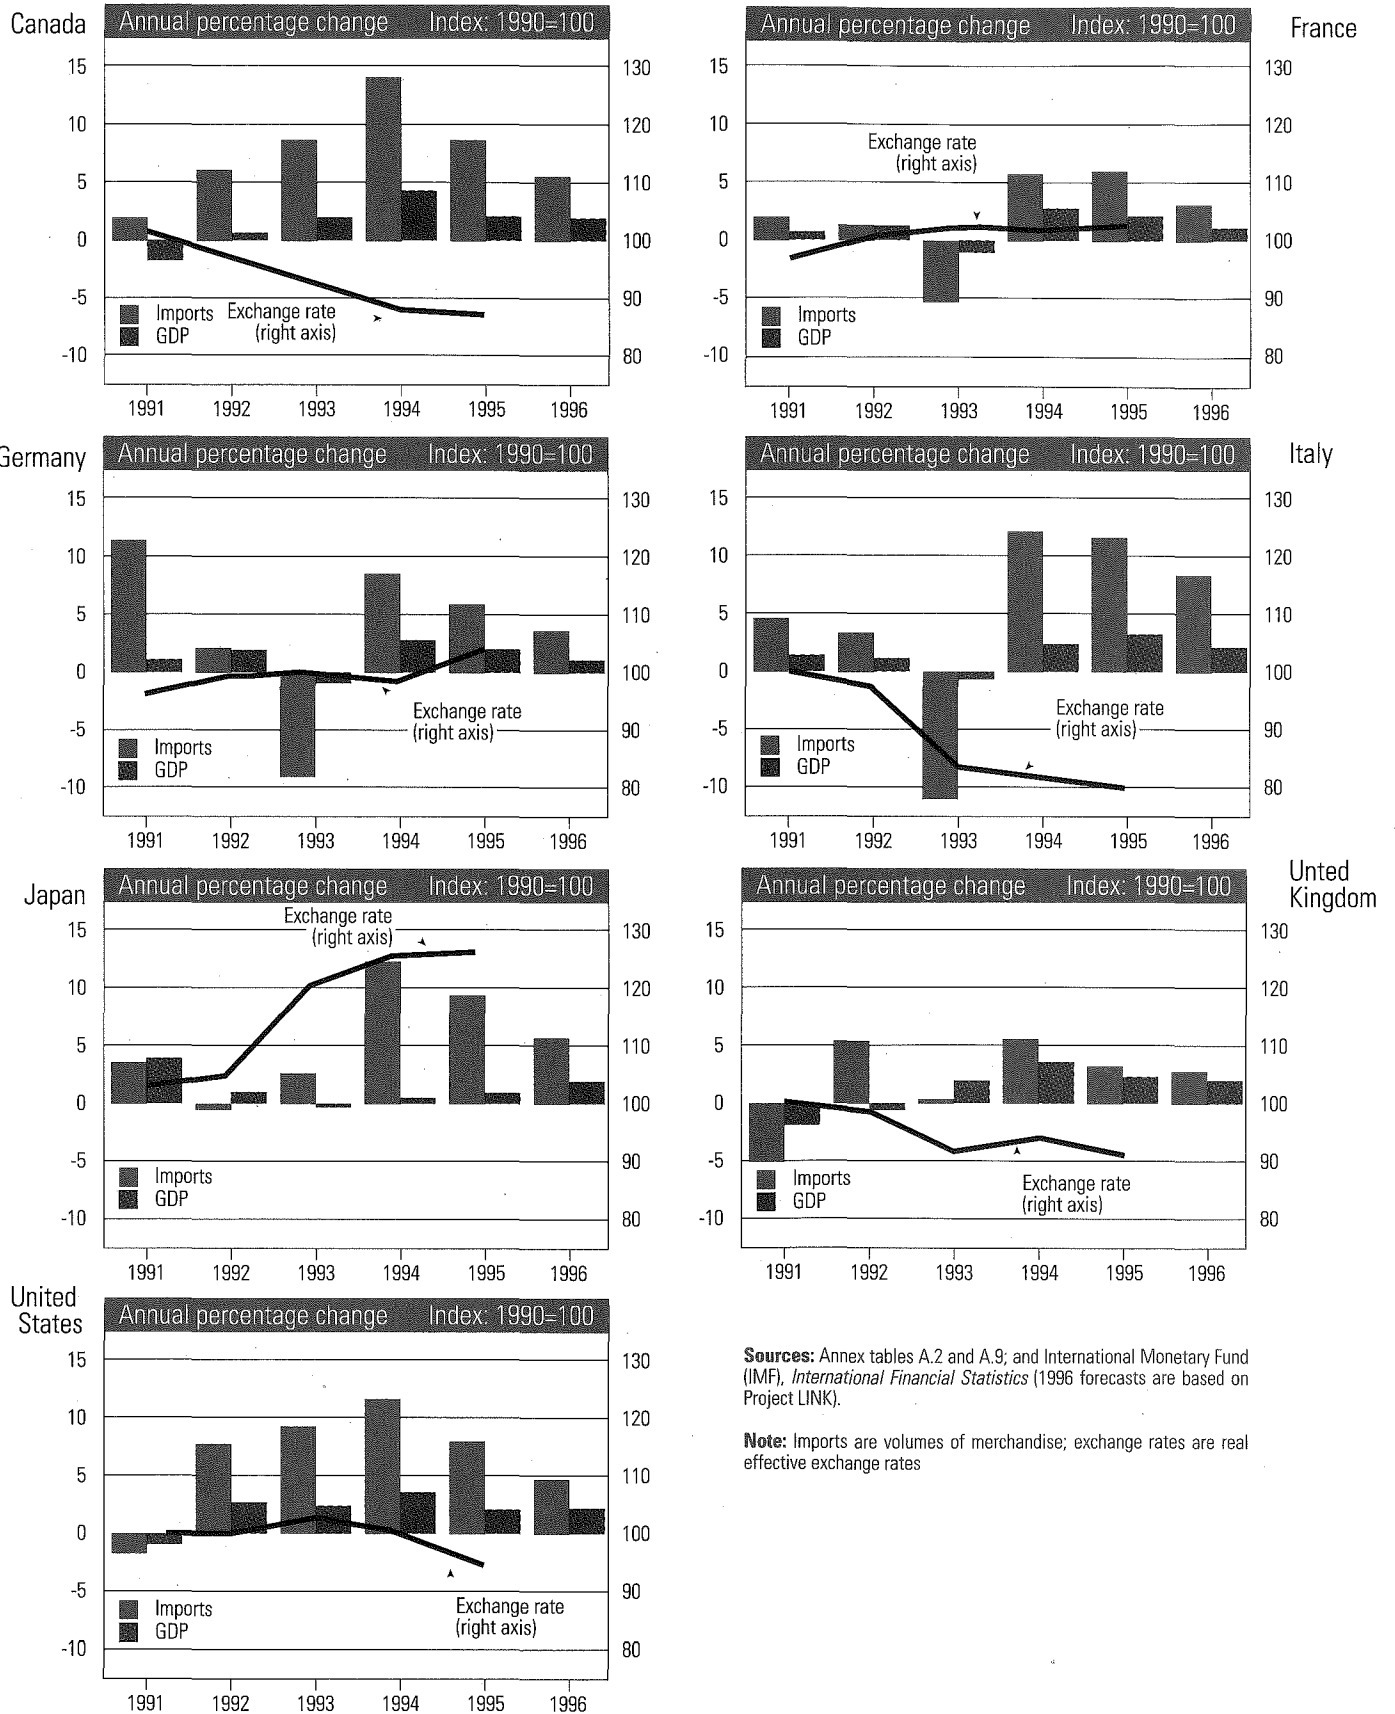 Canada
Annual percentage change Index: 1990=100
15 130
10 120
5 110
0 100
-5 90
-10 80
Exchange rate
(right axis)
Imports
GDP
1991 1992 1993 1994 1995 1996
France
Annual percentage change Index: 1990=100
15 130
10 120
5 110
0 100
-5 90
-10 80
Exchange rate
(right axis)
Imports
GDP
1991 1992 1993 1994 1995 1996
Germany
Annual percentage change Index: 1990=100
15 130
10 120
5 110
0 100
-5 90
-10 80
Exchange rate
(right axis)
Imports
GDP
1991 1992 1993 1994 1995 1996
Italy
Annual percentage change Index: 1990=100
15 130
10 120
5 110
0 100
-5 90
-10 80
Exchange rate
(right axis)
Imports
GDP
1991 1992 1993 1994 1995 1996
Japan
Annual percentage change Index: 1990=100
Exchange rate
(right axis)
15 130
10 120
5 110
0 100
-5 90
-10 80
Imports
GDP
1991 1992 1993 1994 1995 1996
Unted
Kingdom
Annual percentage change Index: 1990=100
15 130
10 120
5 110
0 100
-5 90
-10 80
Imports
GDP
Exchange rate
(right axis)
1991 1992 1993 1994 1995 1996
United
States
Annual percentage change Index: 1990=100
15 130
10 120
5 110
0 100
-5 90
-10 80
Imports
GDP
Exchange rate
(right axis)
1991 1992 1993 1994 1995 1996
Sources: Annex tables A.2 and A.9; and International Monetary Fund
(IMF), International Financial Statistics (1996 forecasts are based on
Project LINK).
Note: Imports are volumes of merchandise; exchange rates are real
effective exchange rates